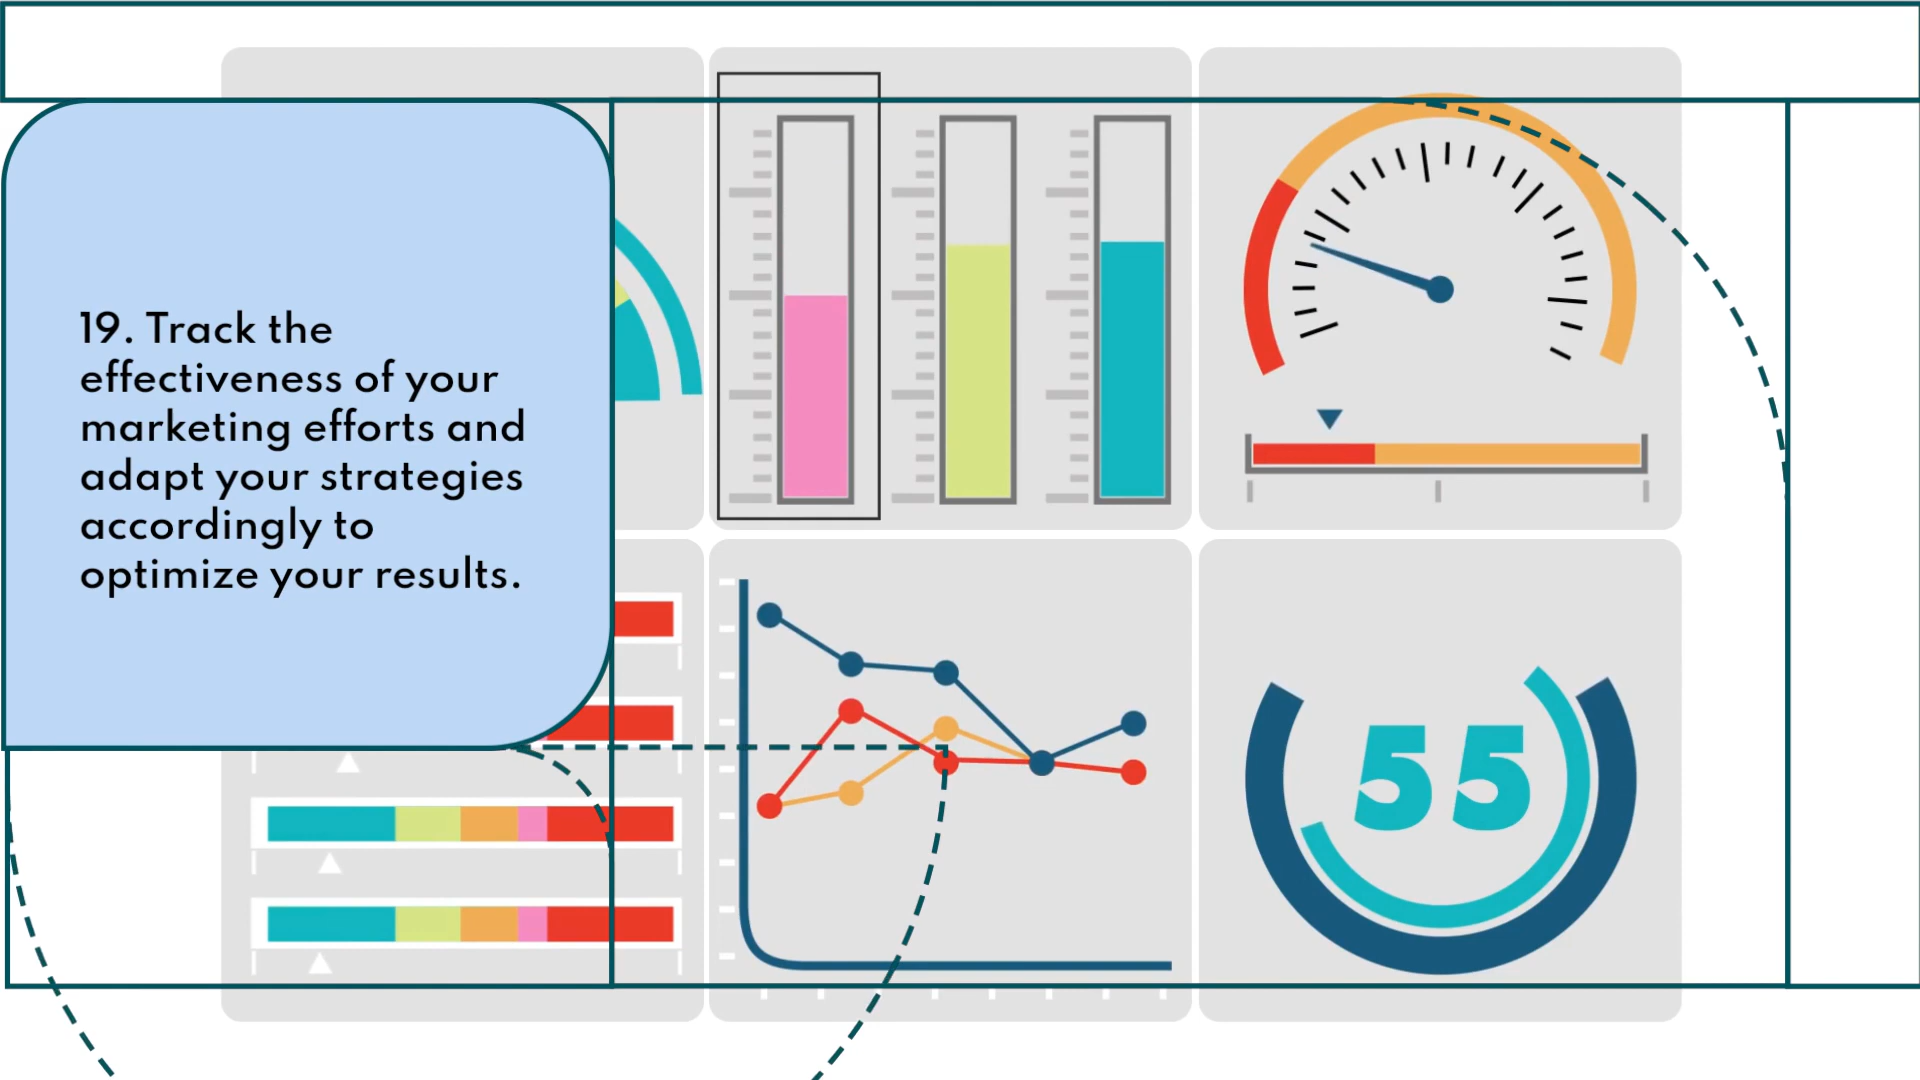 19. Track the
effectiveness of your
marketing efforts and
adapt your strategies
accordingly to
optimize your results.
55